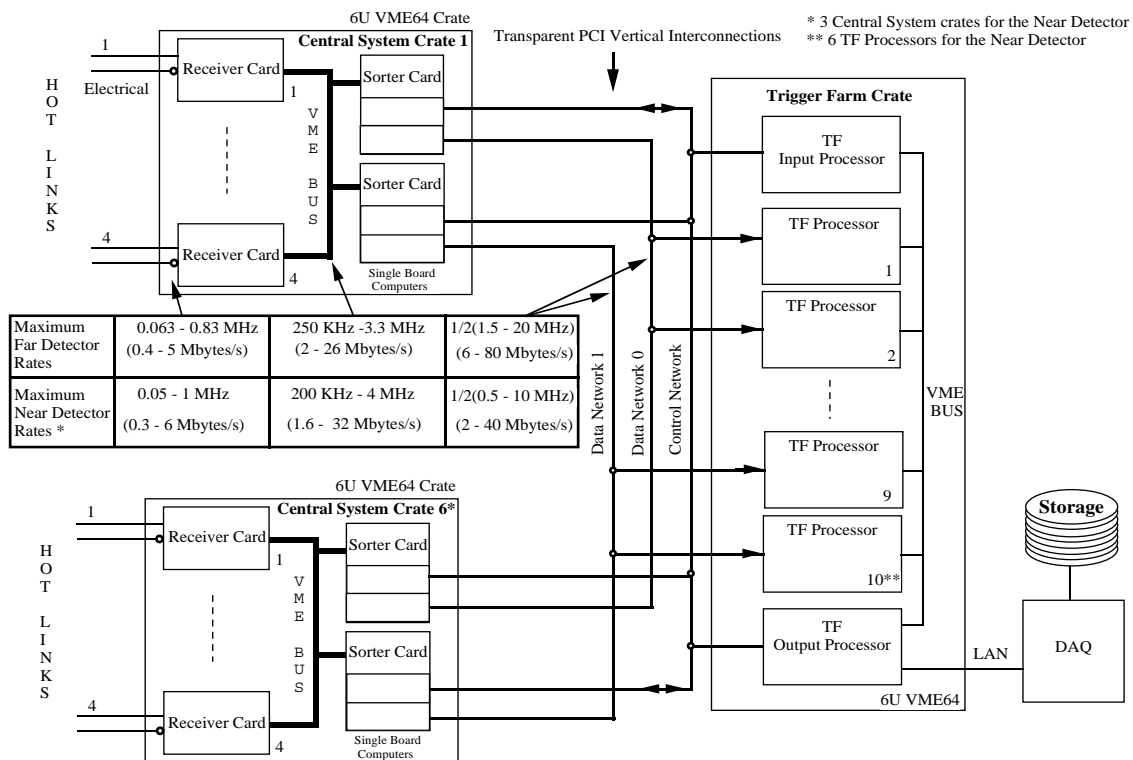 6U VME64 Crate
Central System Crate 1
Transparent PCI Vertical Interconnections
* 3 Central System crates for the Near Detector
** 6 TF Processors for the Near Detector
HOT LINKS
1
Electrical
Receiver Card
1
4
Receiver Card
4
VME BUS
Sorter Card
Sorter Card
Single Board
Computers
Maximum
Far Detector
Rates
0.063 - 0.83 MHz
(0.4 - 5 Mbytes/s)
250 KHz -3.3 MHz
(2 - 26 Mbytes/s)
1/2(1.5 - 20 MHz)
(6 - 80 Mbytes/s)
Maximum
Near Detector
Rates *
0.05 - 1 MHz
(0.3 - 6 Mbytes/s)
200 KHz - 4 MHz
(1.6 - 32 Mbytes/s)
1/2(0.5 - 10 MHz)
(2 - 40 Mbytes/s)
Data Network 1
Data Network 0
Control Network
6U VME64 Crate
Central System Crate 6*
HOT LINKS
1
Receiver Card
1
4
Receiver Card
4
VME BUS
Sorter Card
Sorter Card
Single Board
Computers
Trigger Farm Crate
TF
Input Processor
TF Processor
1
TF Processor
2
VME
BUS
TF Processor
9
TF Processor
10**
TF
Output Processor
6U VME64
LAN
Storage
DAQ